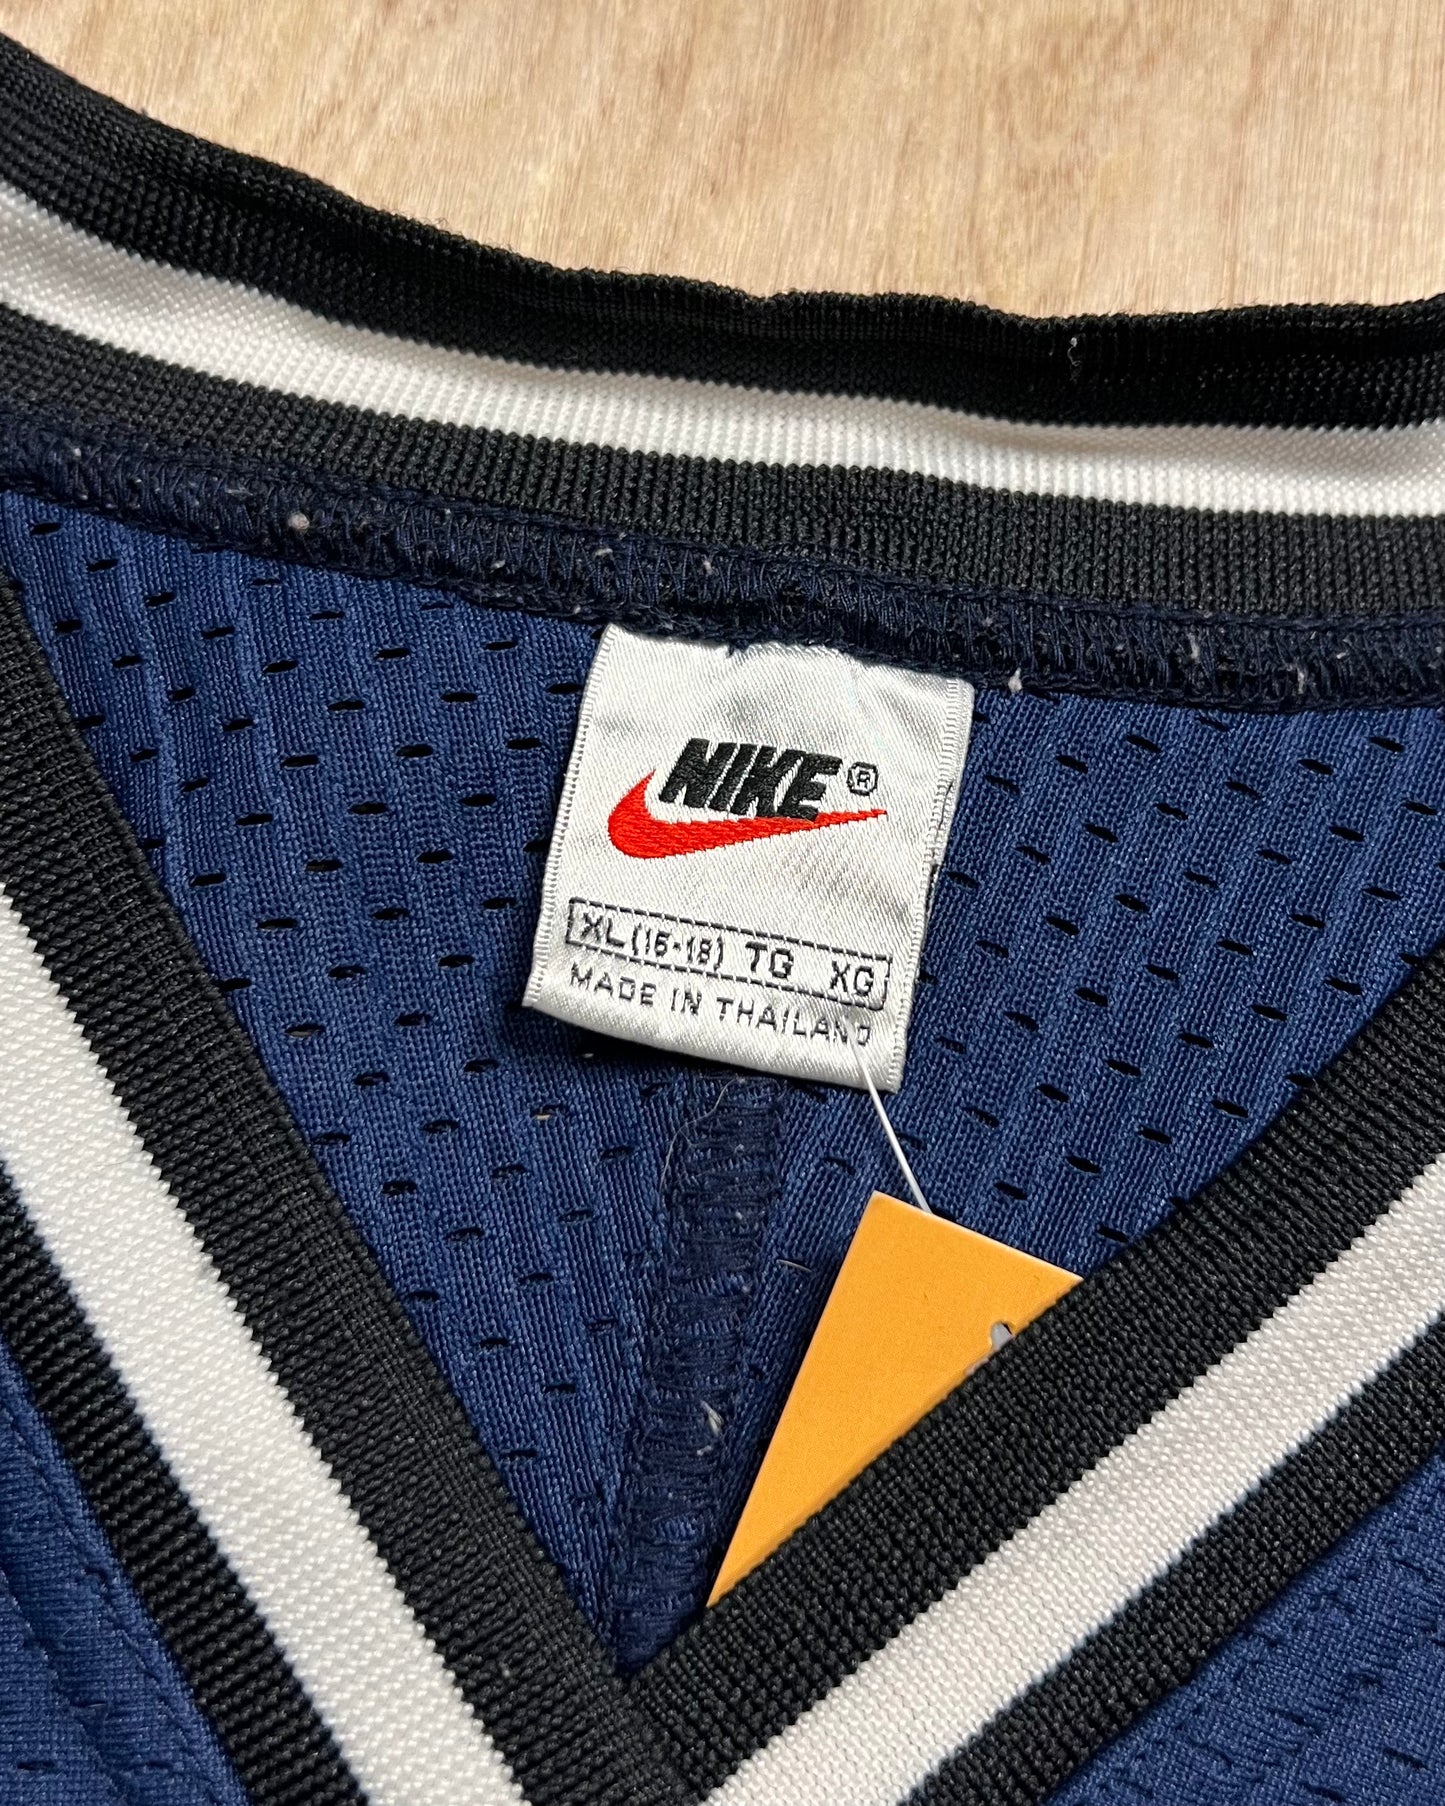 NIKE®
XL (16-18) TG XG
MADE IN THAILAND